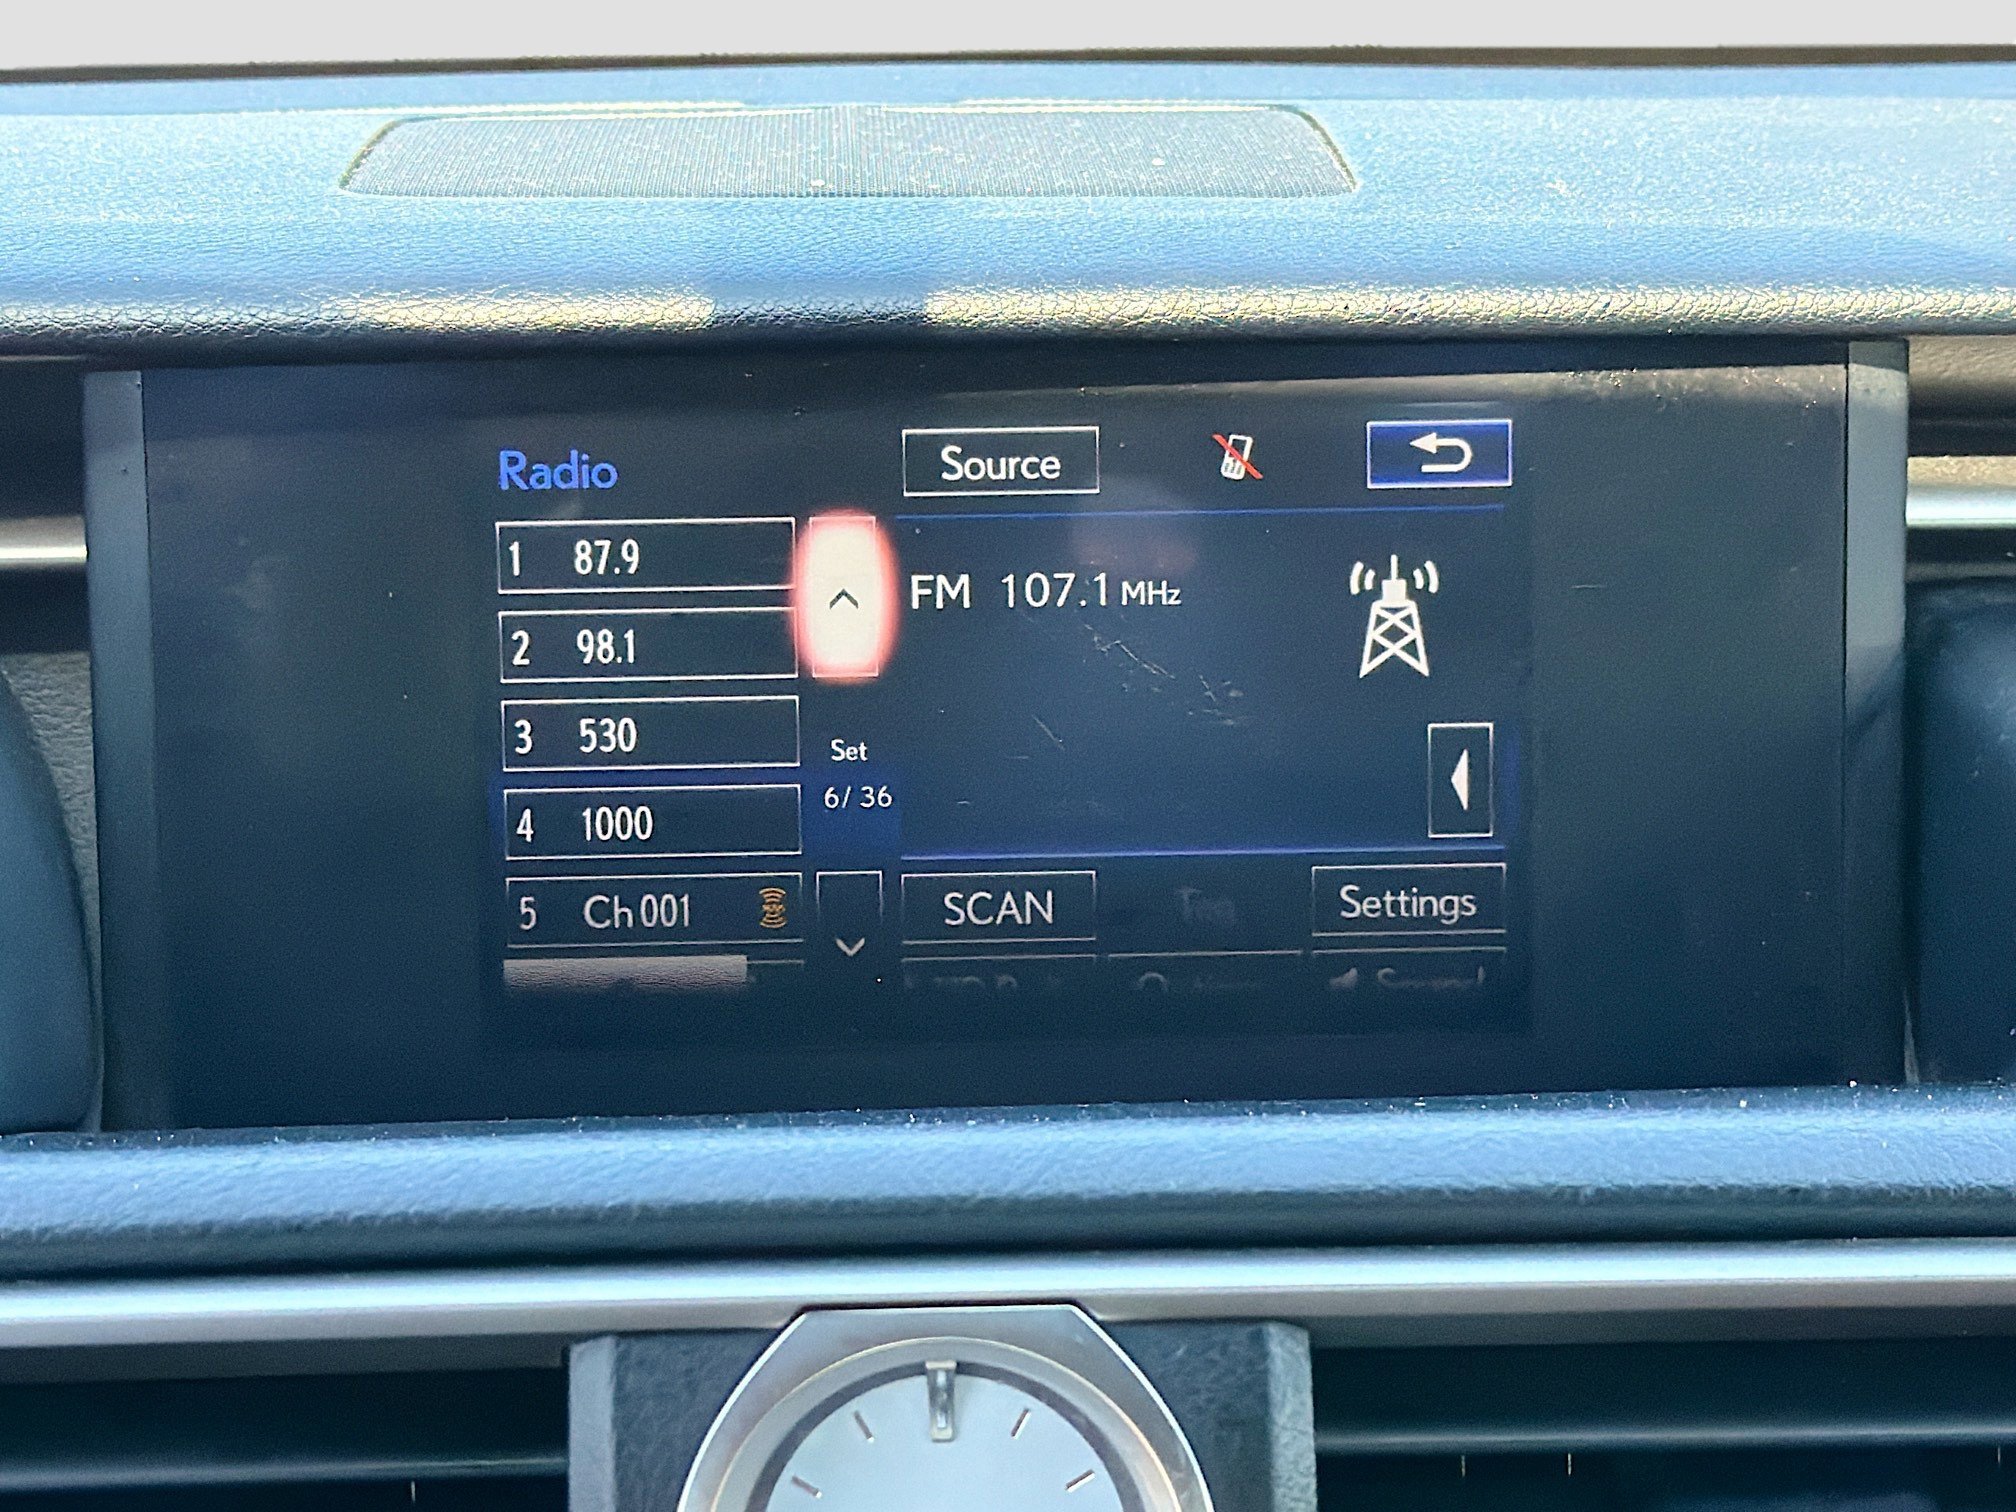 Radio
Source
1 87.9
2 98.1
3 530
4 1000
5 Ch 001
Set
6/ 36
FM 107.1 MHz
SCAN
Tag
Settings